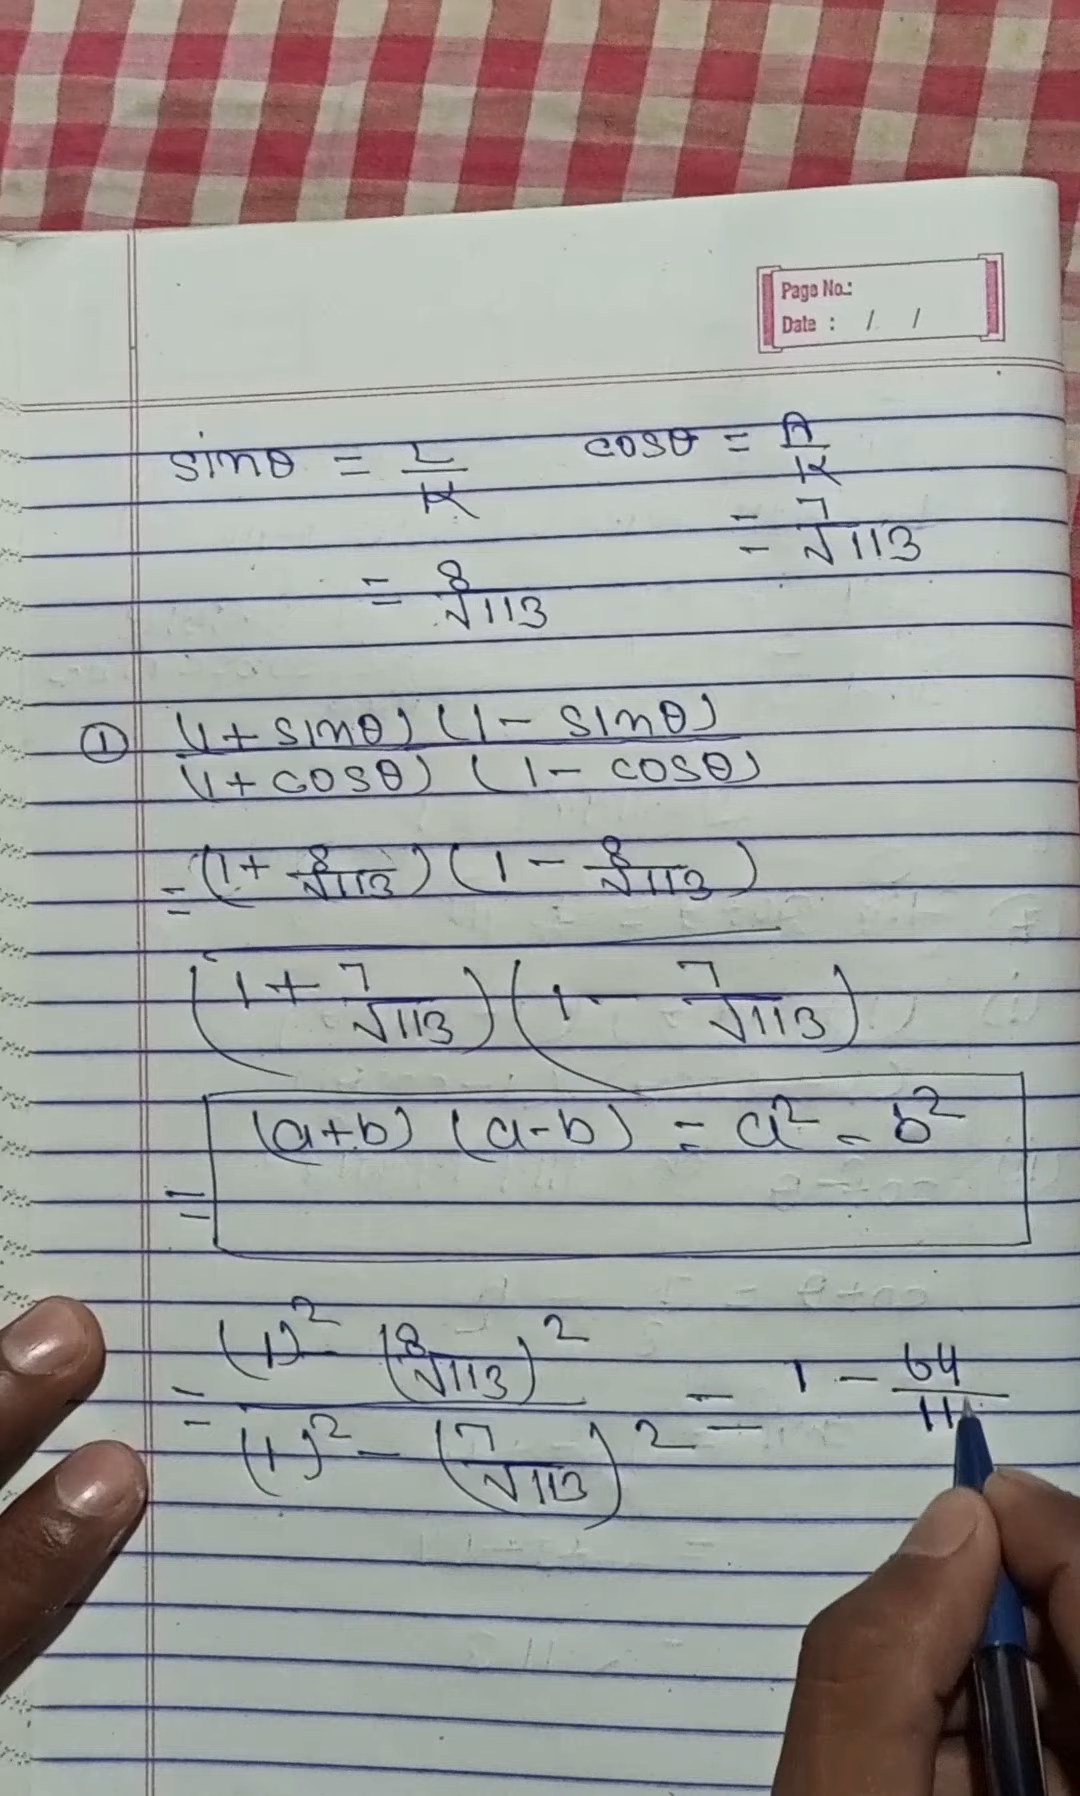 Page No.:
Date : / /
sinθ = L/K cosθ = A/K
= 8/√113 = 7/√113
① (1+sinθ)(1-sinθ)
(1+cosθ)(1-cosθ)
= (1+8/√113)(1-8/√113)
(1+7/√113)(1-7/√113)
(a+b)(a-b) = a²-b²
=
= (1)²-(8/√113)² = 1-64/11
(1)²-(7/√113)²